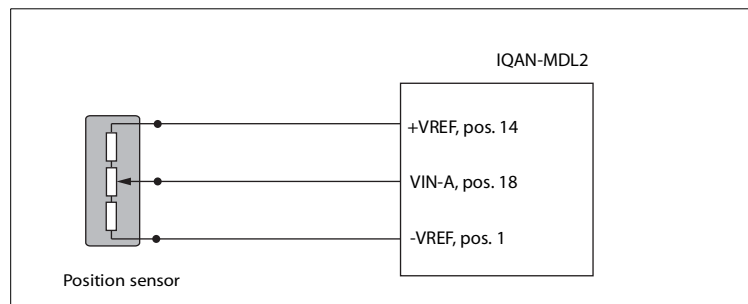 IQAN-MDL2
+VREF, pos. 14
VIN-A, pos. 18
-VREF, pos. 1
Position sensor